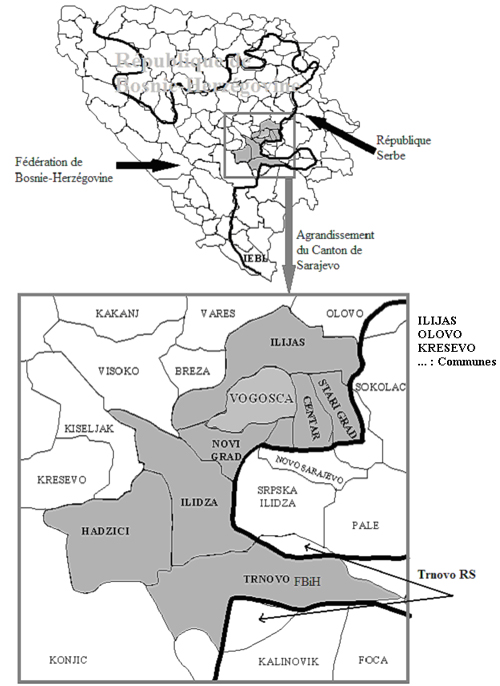 République de
Bosnie-Herzégovine
République
Serbe
Fédération de
Bosnie-Herzégovine
Agrandissement
du Canton de
Sarajevo
IEBL
KAKANJ
VARES
OLOVO
ILIJAS
ILIJAS
OLOVO
KRESEVO
... : Communes
VISOKO
BREZA
SOKOLAC
VOGOSCA
CENTAR
STARI GRAD
KISELJAK
NOVI
GRAD
NOVO SARAJEVO
KRESEVO
ILIDZA
SRPSKA
ILIDZA
HADZICI
PALE
Trnovo RS
TRNOVO FBiH
KONJIC
KALINOVIK
FOCA